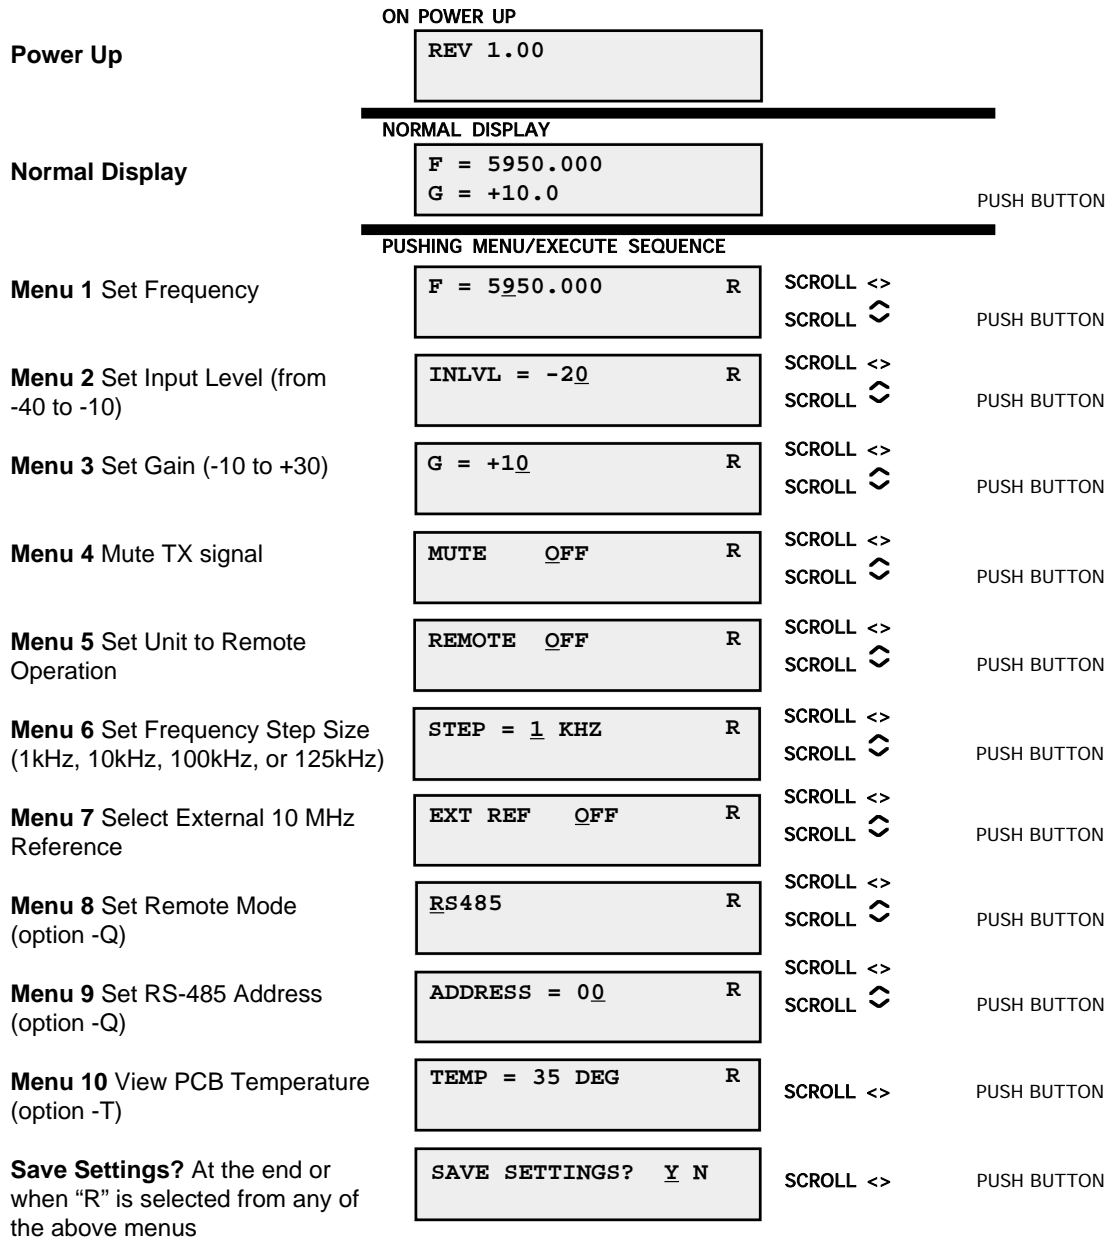 ON POWER UP
Power Up
REV 1.00
NORMAL DISPLAY
Normal Display
F = 5950.000
G = +10.0
PUSH BUTTON
PUSHING MENU/EXECUTE SEQUENCE
Menu 1 Set Frequency
F = 5950.000 R
SCROLL <>
SCROLL
PUSH BUTTON
Menu 2 Set Input Level (from
-40 to -10)
INLVL = -20 R
SCROLL <>
SCROLL
PUSH BUTTON
Menu 3 Set Gain (-10 to +30)
G = +10 R
SCROLL <>
SCROLL
PUSH BUTTON
Menu 4 Mute TX signal
MUTE OFF R
SCROLL <>
SCROLL
PUSH BUTTON
Menu 5 Set Unit to Remote
Operation
REMOTE OFF R
SCROLL <>
SCROLL
PUSH BUTTON
Menu 6 Set Frequency Step Size
(1kHz, 10kHz, 100kHz, or 125kHz)
STEP = 1 KHZ R
SCROLL <>
SCROLL
PUSH BUTTON
Menu 7 Select External 10 MHz
Reference
EXT REF OFF R
SCROLL <>
SCROLL
PUSH BUTTON
Menu 8 Set Remote Mode
(option -Q)
RS485 R
SCROLL <>
SCROLL
PUSH BUTTON
Menu 9 Set RS-485 Address
(option -Q)
ADDRESS = 00 R
SCROLL <>
SCROLL
PUSH BUTTON
Menu 10 View PCB Temperature
(option -T)
TEMP = 35 DEG R
SCROLL <>
PUSH BUTTON
Save Settings? At the end or
when “R” is selected from any of
the above menus
SAVE SETTINGS? Y N
SCROLL <>
PUSH BUTTON